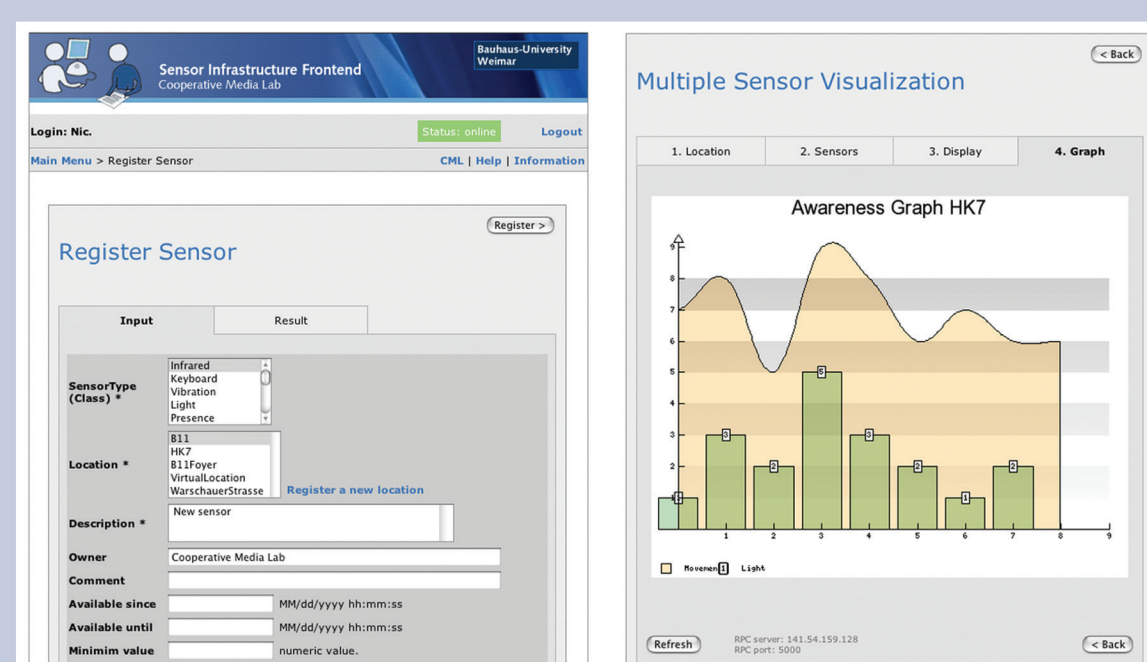 Sensor Infrastructure Frontend
Cooperative Media Lab
Bauhaus-University
Weimar
Login: Nic.
Status: online
Logout
Main Menu > Register Sensor
CML | Help | Information
Register >
Register Sensor
Input
Result
SensorType
(Class) *
Infrared
Keyboard
Vibration
Light
Presence
Location *
B11
HK7
B11Foyer
VirtualLocation
WarschauerStrasse
Register a new location
Description *
New sensor
Owner
Cooperative Media Lab
Comment
Available since
MM/dd/yyyy hh:mm:ss
Available until
MM/dd/yyyy hh:mm:ss
Minimim value
numeric value.
< Back
Multiple Sensor Visualization
1. Location
2. Sensors
3. Display
4. Graph
Awareness Graph HK7
9
8
7
6
5
4
3
2
1
1
3
2
5
3
2
1
2
1 2 3 4 5 6 7 8 9
Movemen 1 Light
Refresh
RPC server: 141.54.159.128
RPC port: 5000
< Back